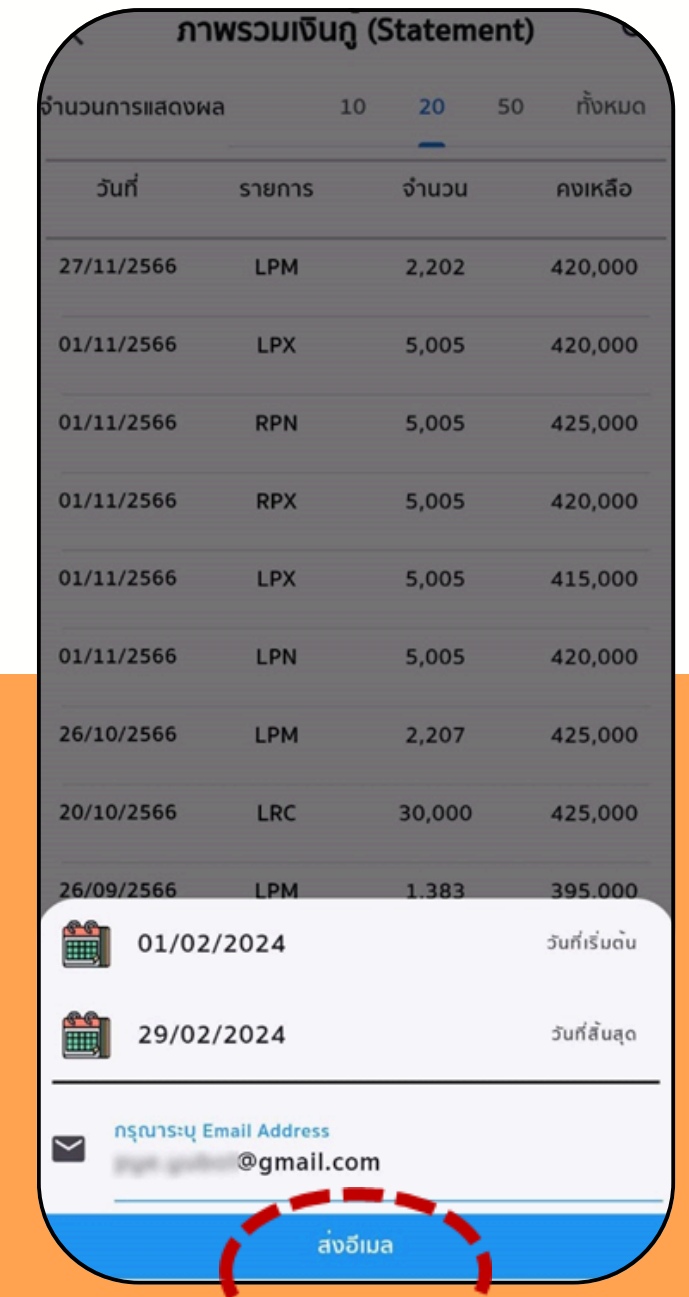 ภาพรวมเงินกู้ (Statement)
จำนวนการแสดงผล 10 20 50 ทั้งหมด
วันที่ รายการ จำนวน คงเหลือ
27/11/2566 LPM 2,202 420,000
01/11/2566 LPX 5,005 420,000
01/11/2566 RPN 5,005 425,000
01/11/2566 RPX 5,005 420,000
01/11/2566 LPX 5,005 415,000
01/11/2566 LPN 5,005 420,000
26/10/2566 LPM 2,207 425,000
20/10/2566 LRC 30,000 425,000
26/09/2566 LPM 1,383 395,000
01/02/2024 วันที่เริ่มต้น
29/02/2024 วันที่สิ้นสุด
กรุณาระบุ Email Address
@gmail.com
ส่งอีเมล